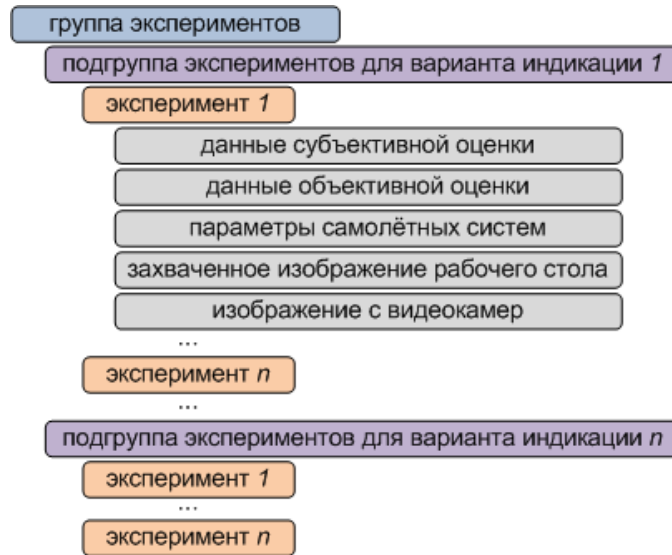 группа экспериментов
подгруппа экспериментов для варианта индикации 1
эксперимент 1
данные субъективной оценки
данные объективной оценки
параметры самолётных систем
захваченное изображение рабочего стола
изображение с видеокамер
...
эксперимент n
...
подгруппа экспериментов для варианта индикации n
эксперимент 1
...
эксперимент n